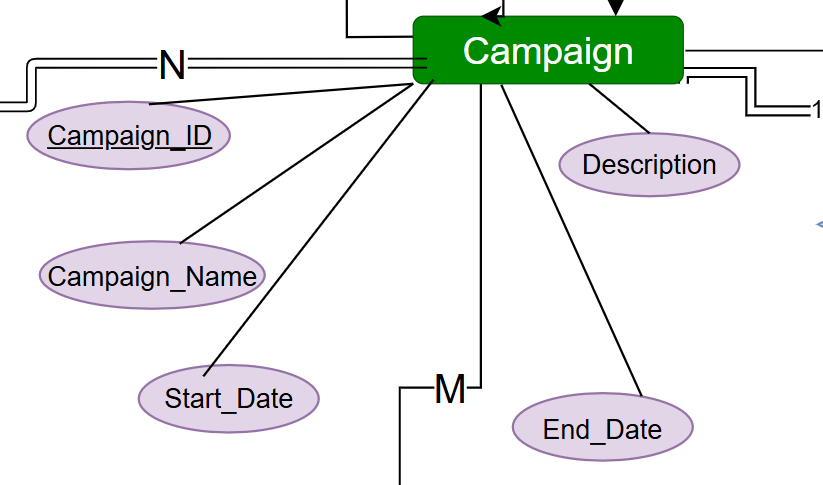 Campaign
N
1
Campaign_ID
Description
Campaign_Name
M
Start_Date
End_Date